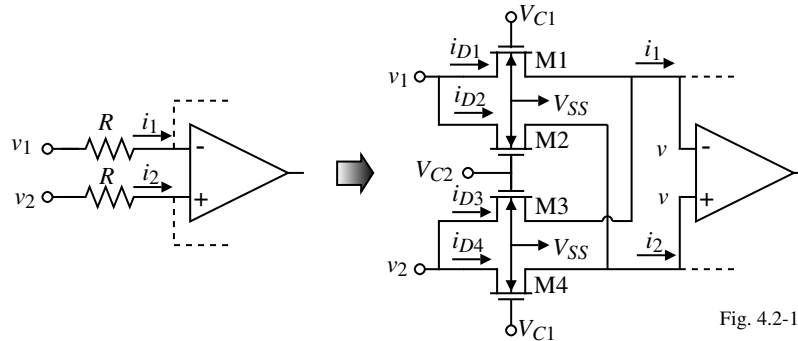 V_C1
i_D1
M1
i_1
v_1
i_D2
V_SS
R
i_1
v_1
-
M2
v
-
V_C2
R
i_2
v_2
+
i_D3
M3
v
+
i_D4
V_SS
i_2
v_2
M4
V_C1
Fig. 4.2-1